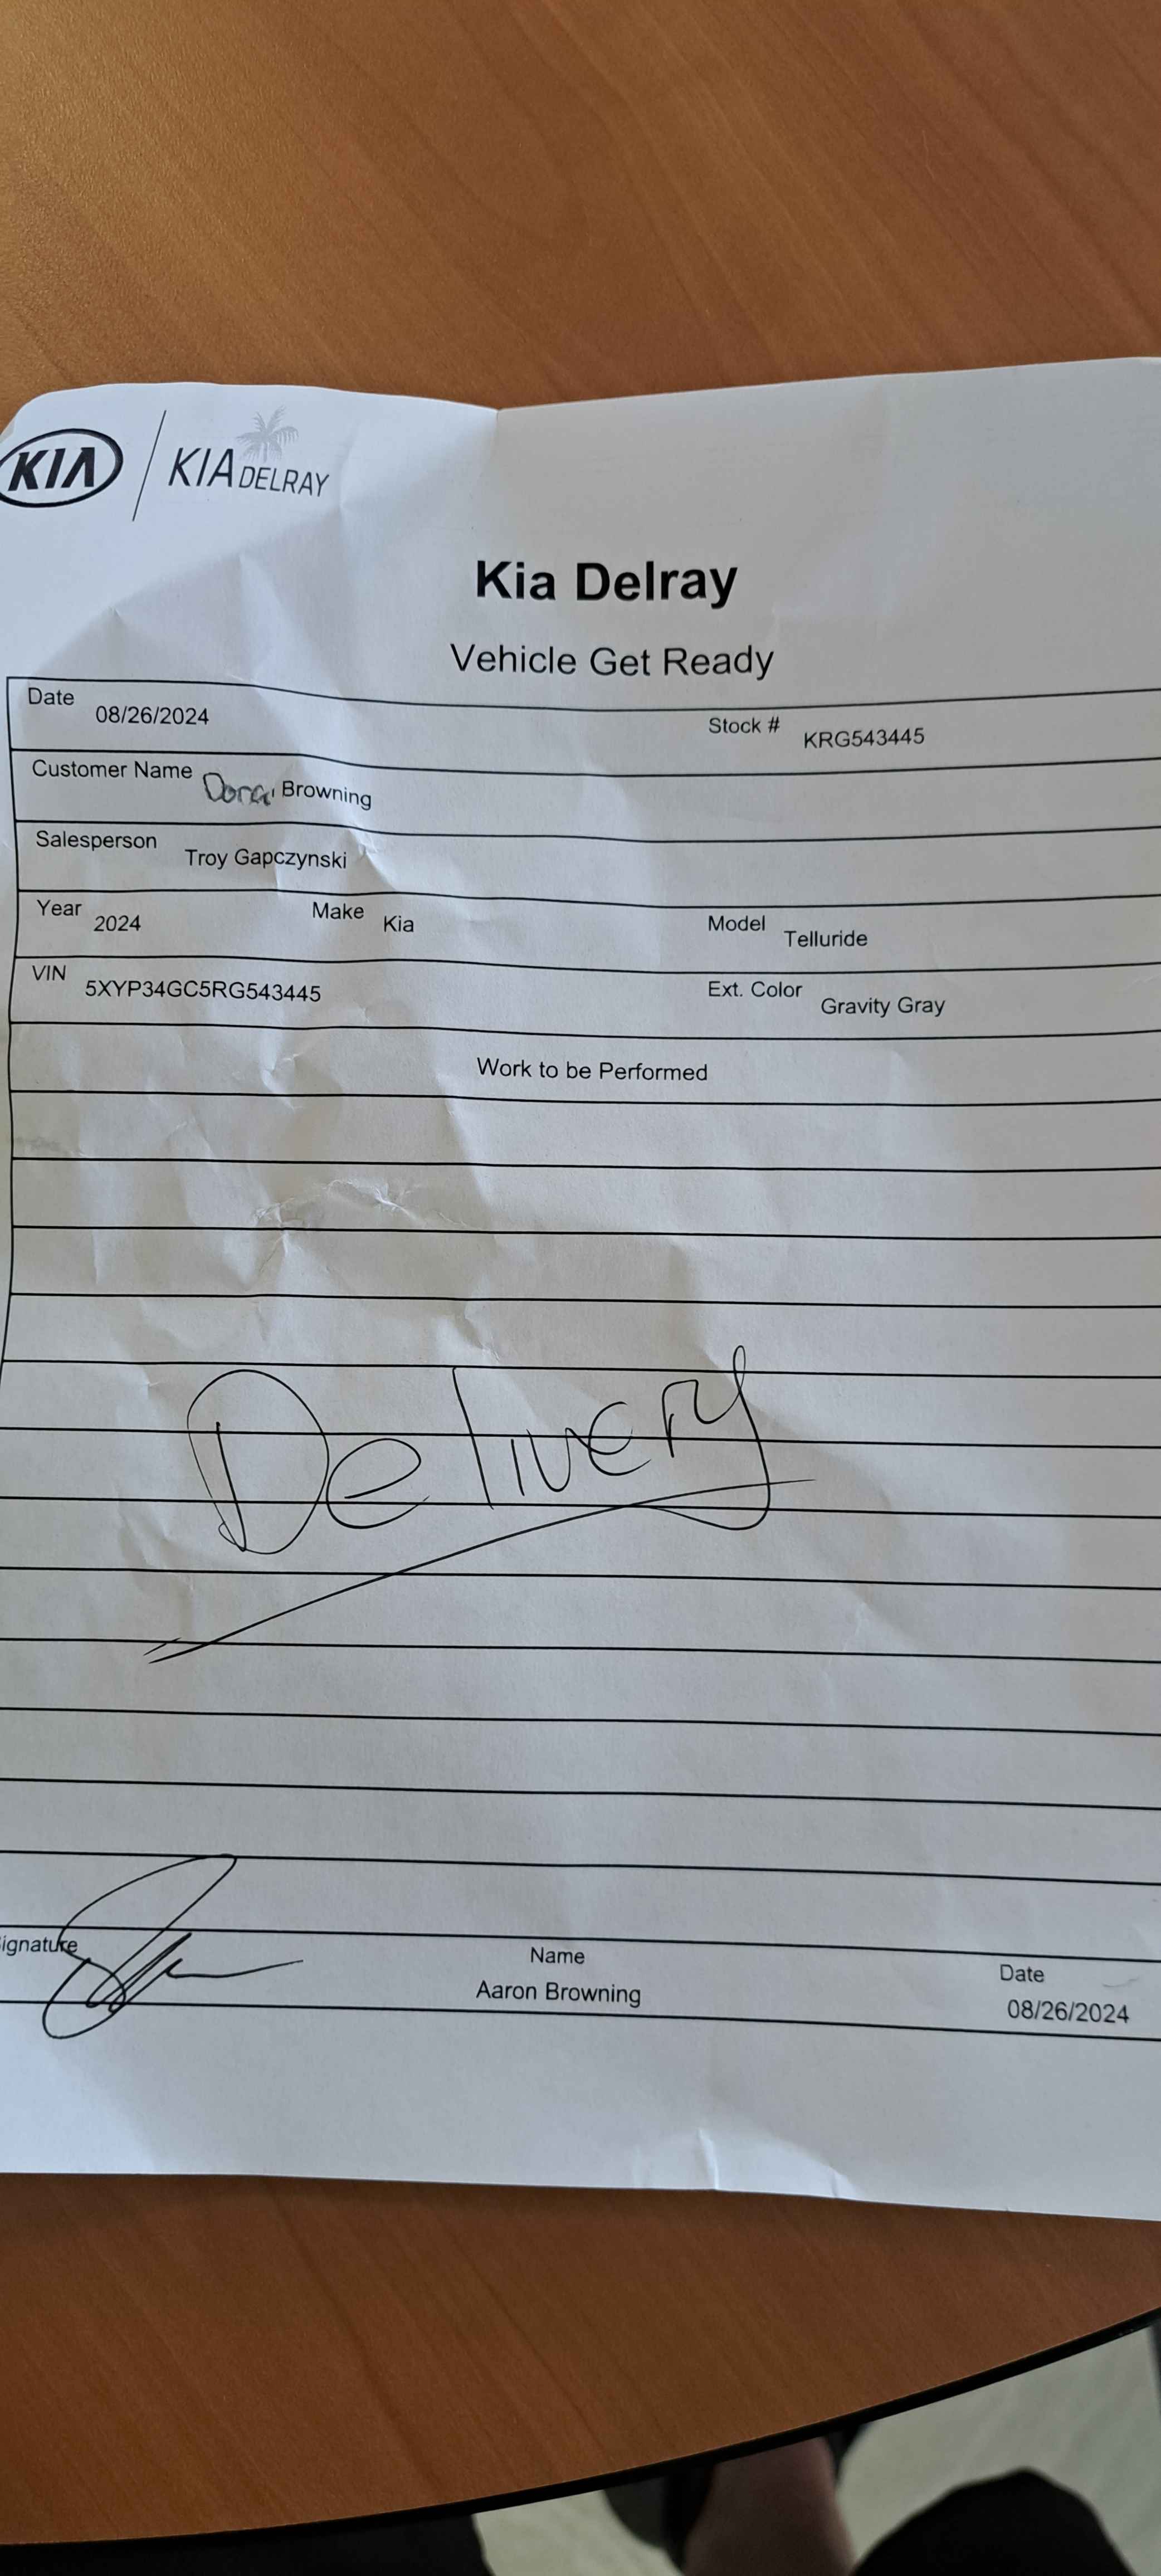 KIA KIA DELRAY
Kia Delray
Vehicle Get Ready
Date 08/26/2024 Stock # KRG543445
Customer Name Dora, Browning
Salesperson Troy Gapczynski
Year 2024 Make Kia Model Telluride
VIN 5XYP34GC5RG543445 Ext. Color Gravity Gray
Work to be Performed
Delivery
ignature Name Date
Aaron Browning 08/26/2024